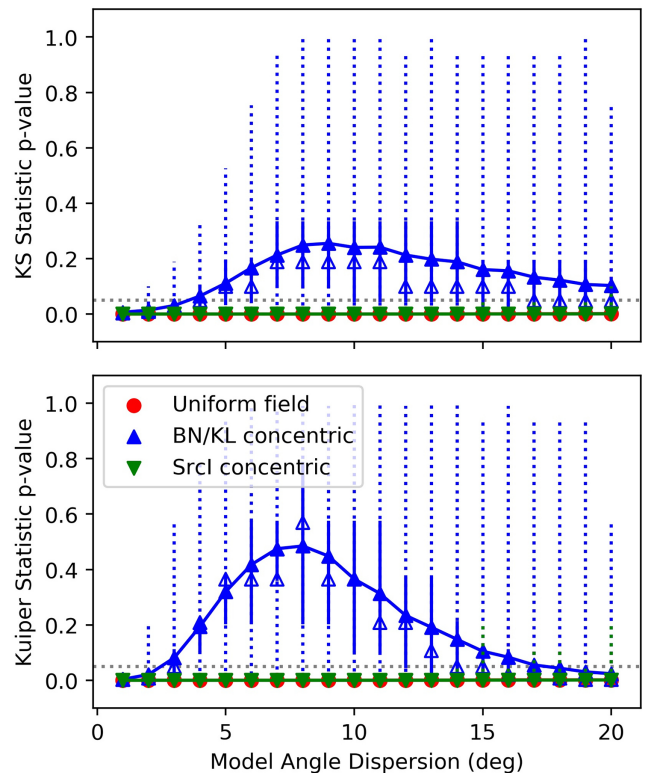 1.0
0.8
0.6
0.4
0.2
0.0
KS Statistic p-value
Uniform field
BN/KL concentric
SrcI concentric
1.0
0.8
0.6
0.4
0.2
0.0
Kuiper Statistic p-value
0 5 10 15 20
Model Angle Dispersion (deg)